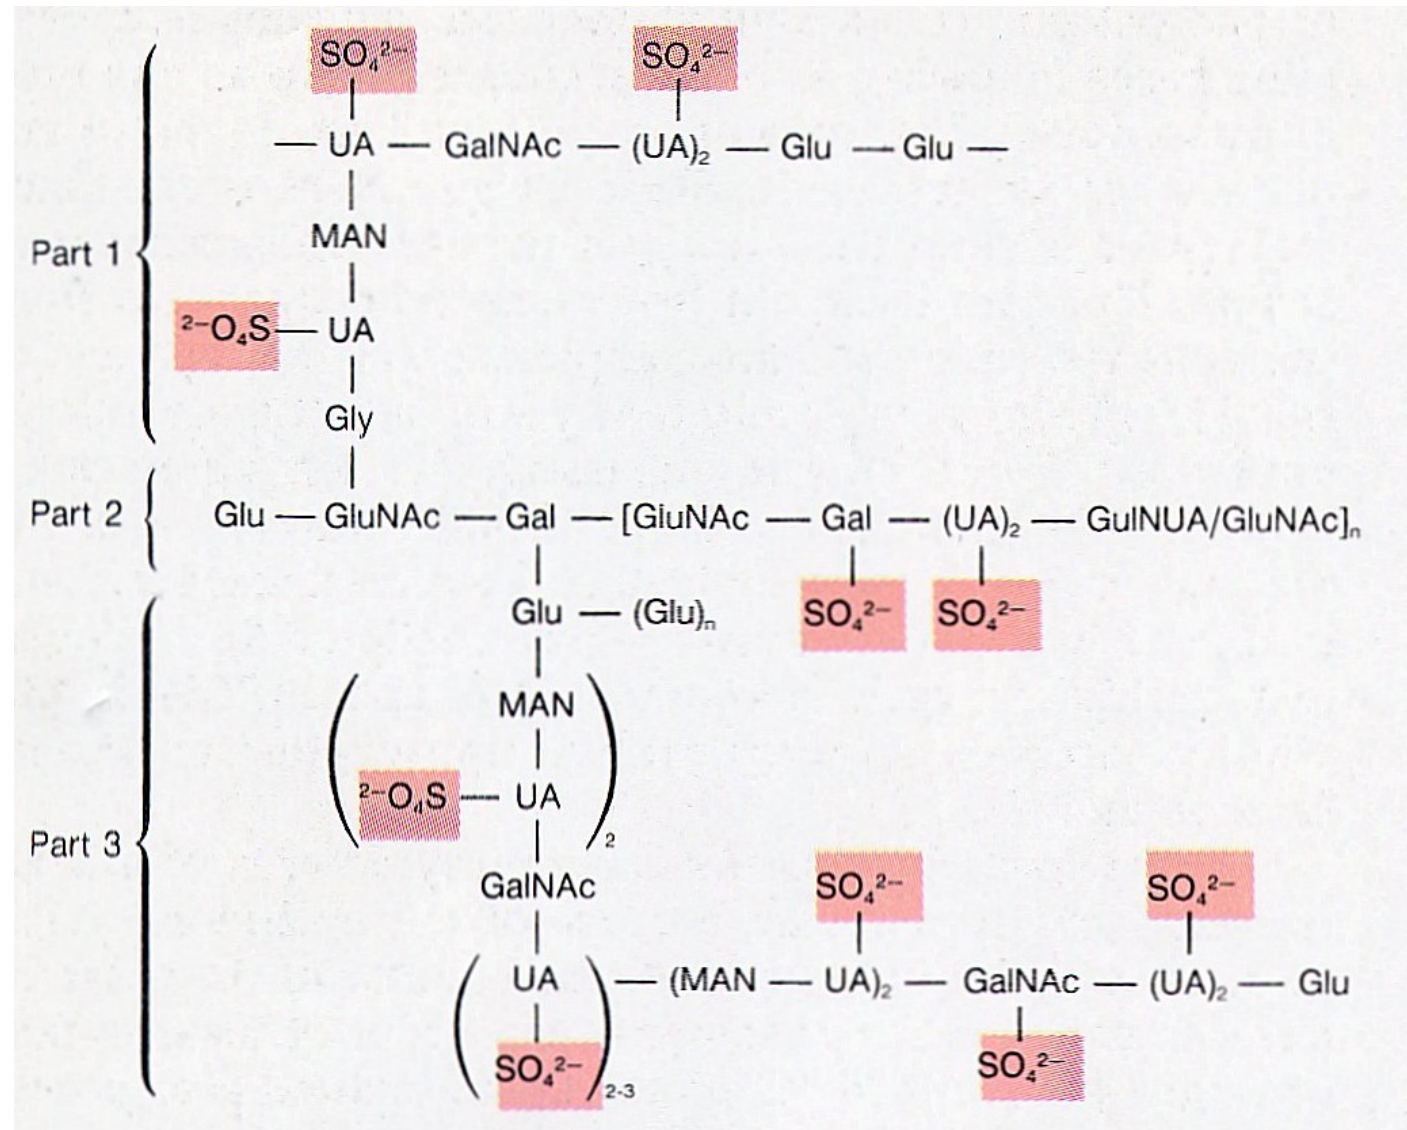 SO₄²⁻ SO₄²⁻
— UA — GalNAc — (UA)₂ — Glu — Glu —
MAN
Part 1
²⁻O₄S — UA
Gly
Part 2 Glu — GluNAc — Gal — [GluNAc — Gal — (UA)₂ — GulNUA/GluNAc]ₙ
Glu — (Glu)ₙ SO₄²⁻ SO₄²⁻
MAN
²⁻O₄S — UA
2
Part 3
GalNAc SO₄²⁻ SO₄²⁻
( UA ) — (MAN — UA)₂ — GalNAc — (UA)₂ — Glu
SO₄²⁻ 2-3 SO₄²⁻